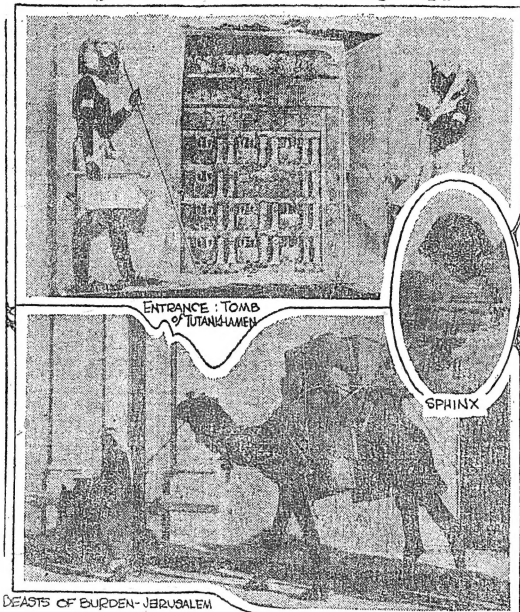 ENTRANCE : TOMB
of TUTANKHAMEN
SPHINX
BEASTS OF BURDEN-JERUSALEM